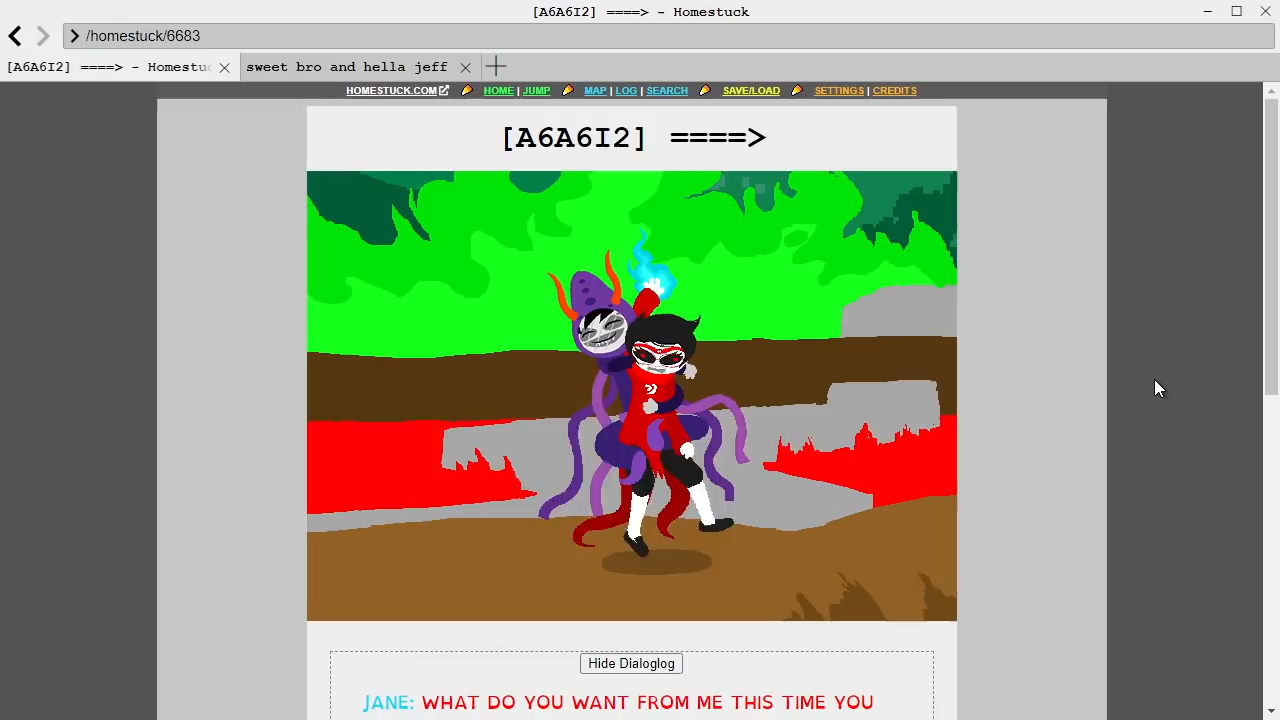 [A6A6I2] ====> - Homestuck
/homestuck/6683
[A6A6I2] ====> - Homestuc
sweet bro and hella jeff
HOMESTUCK.COM HOME | JUMP MAP | LOG | SEARCH SAVE/LOAD SETTINGS | CREDITS
[A6A6I2] ====>
Hide Dialoglog
JANE: WHAT DO YOU WANT FROM ME THIS TIME YOU